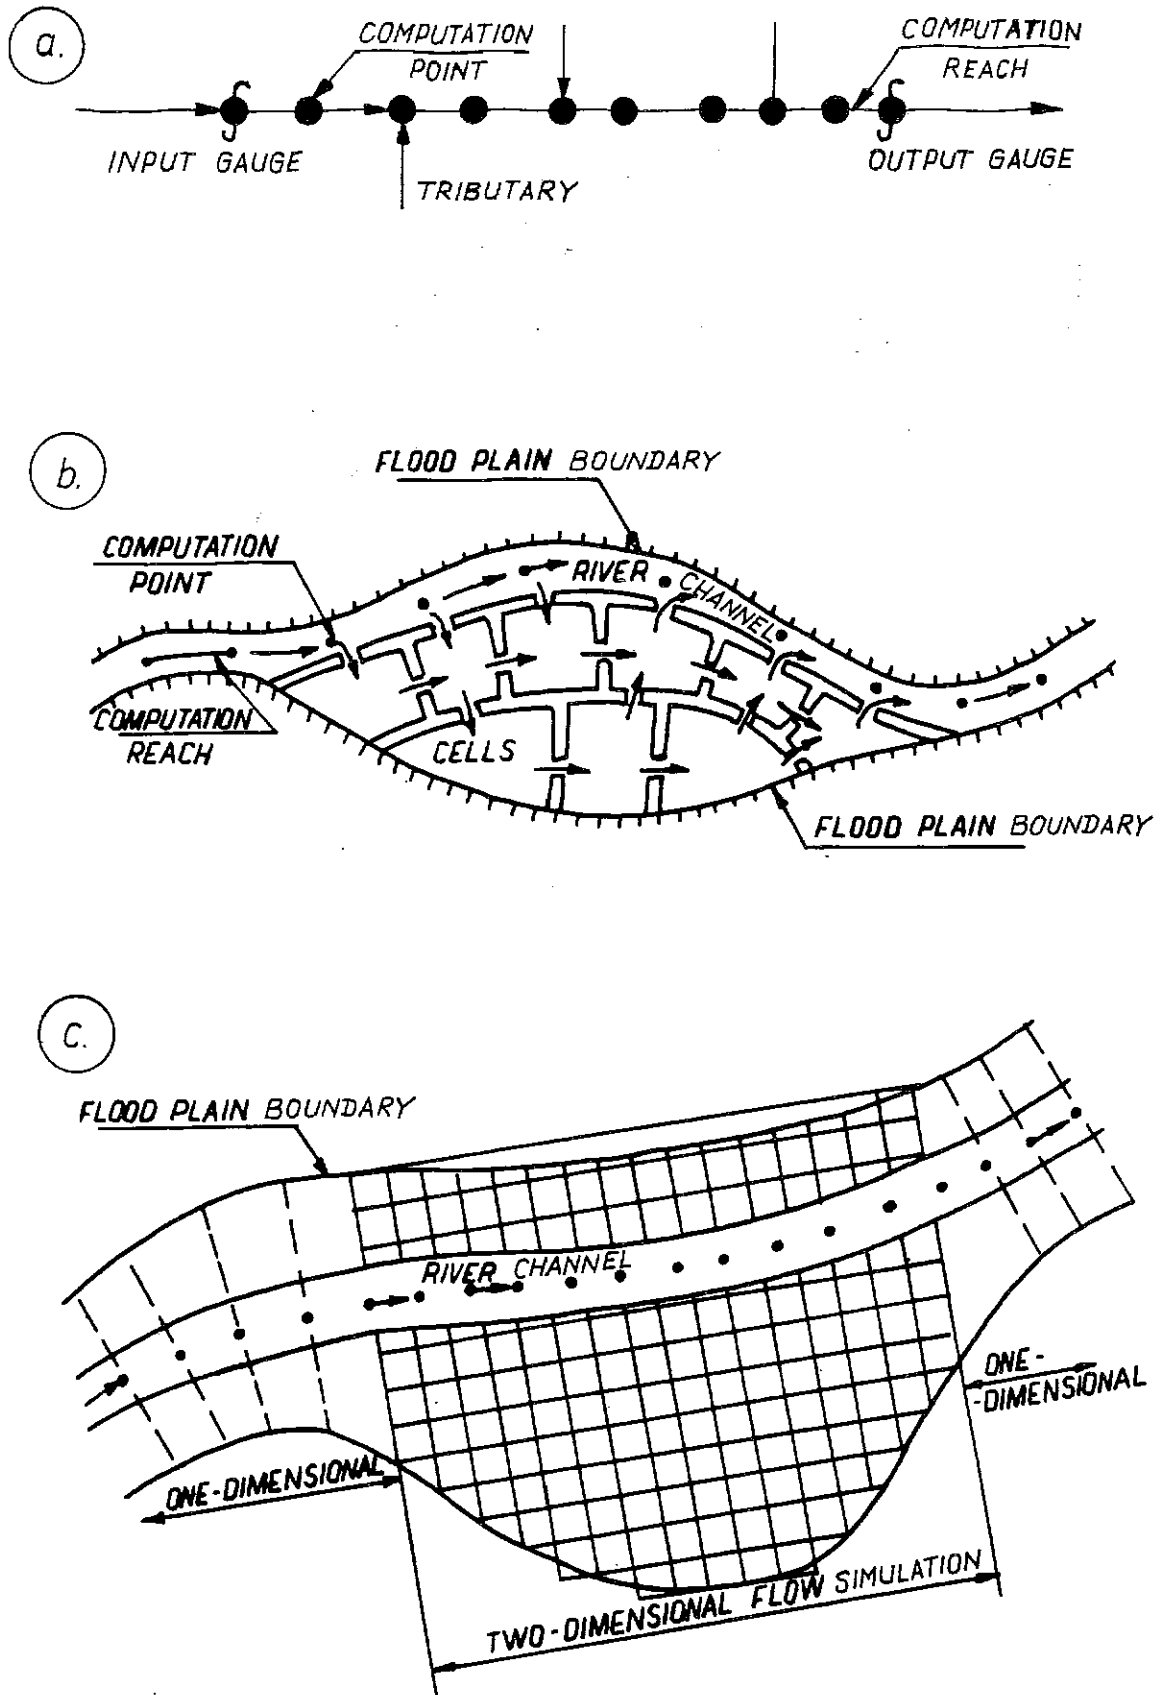 a.
COMPUTATION
POINT
COMPUTATION
REACH
INPUT GAUGE
OUTPUT GAUGE
TRIBUTARY
b.
FLOOD PLAIN BOUNDARY
COMPUTATION
POINT
RIVER CHANNEL
COMPUTATION
REACH
CELLS
FLOOD PLAIN BOUNDARY
c.
FLOOD PLAIN BOUNDARY
RIVER CHANNEL
ONE-
-DIMENSIONAL
ONE-DIMENSIONAL
TWO-DIMENSIONAL FLOW SIMULATION